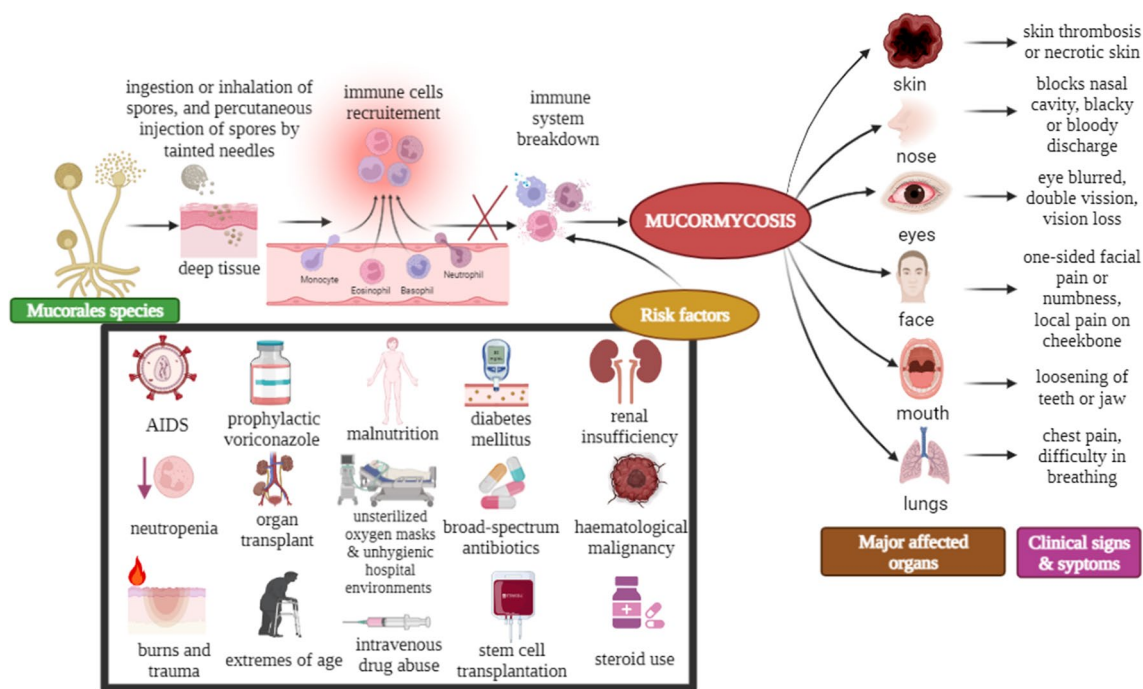 ingestion or inhalation of
spores, and percutaneous
injection of spores by
tainted needles
deep tissue
Mucorales species
immune cells
recruitement
Monocyte
Eosinophil
Basophil
Neutrophil
immune
system
breakdown
MUCORMYCOSIS
Risk factors
AIDS
prophylactic
voriconazole
malnutrition
diabetes
mellitus
renal
insufficiency
neutropenia
organ
transplant
unsterilized
oxygen masks
& unhygienic
hospital
environments
broad-spectrum
antibiotics
haematological
malignancy
burns and
trauma
extremes of age
intravenous
drug abuse
stem cell
transplantation
steroid use
skin
skin thrombosis
or necrotic skin
nose
blocks nasal
cavity, blacky
or bloody
discharge
eyes
eye blurred,
double vission,
vision loss
face
one-sided facial
pain or
numbness,
local pain on
cheekbone
mouth
loosening of
teeth or jaw
lungs
chest pain,
difficulty in
breathing
Major affected
organs
Clinical signs
& syptoms